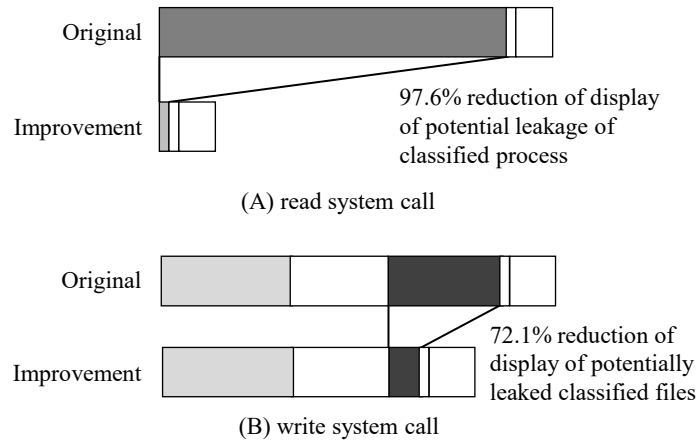 Original
Improvement
97.6% reduction of display
of potential leakage of
classified process
(A) read system call
Original
Improvement
72.1% reduction of
display of potentially
leaked classified files
(B) write system call